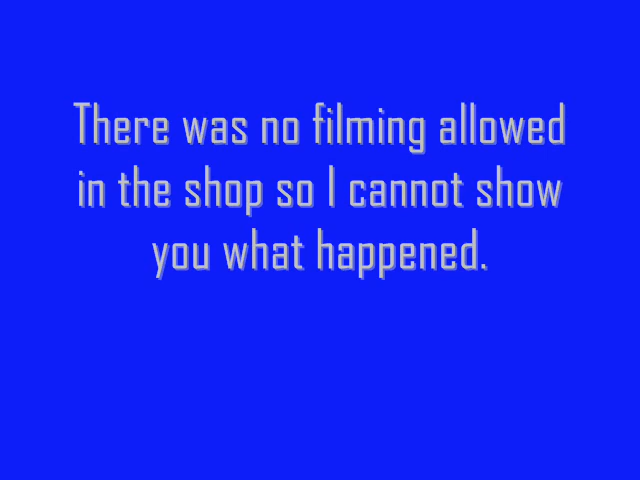 There was no filming allowed
in the shop so I cannot show
you what happened.